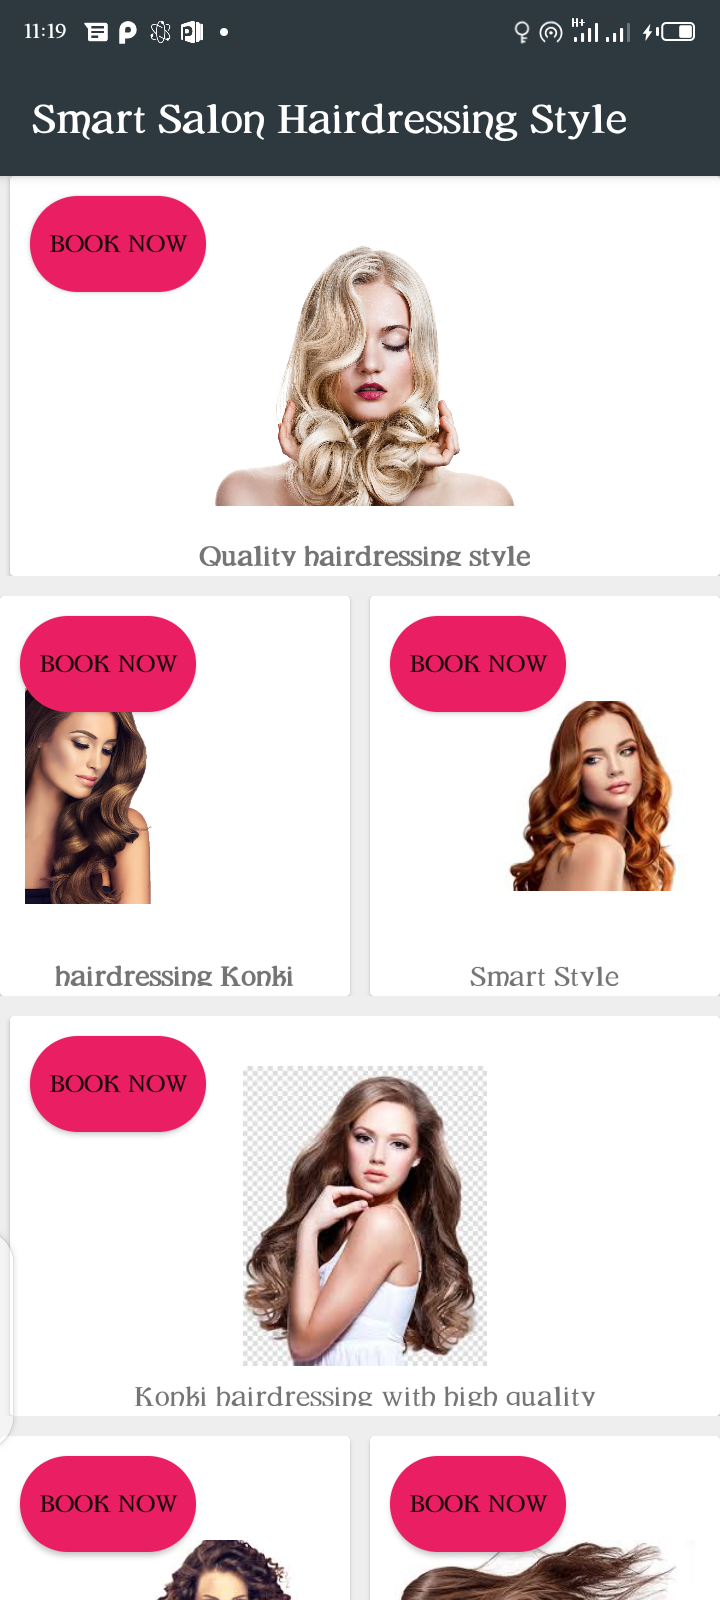 11:19
H+
Smart Salon Hairdressing Style
BOOK NOW
Quality hairdressing style
BOOK NOW
BOOK NOW
hairdressing Konki
Smart Style
BOOK NOW
Konki hairdressing with high quality
BOOK NOW
BOOK NOW